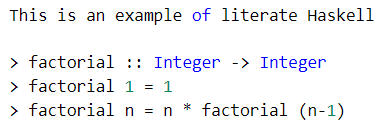 This is an example of literate Haskell
> factorial :: Integer -> Integer
> factorial 1 = 1
> factorial n = n * factorial (n-1)